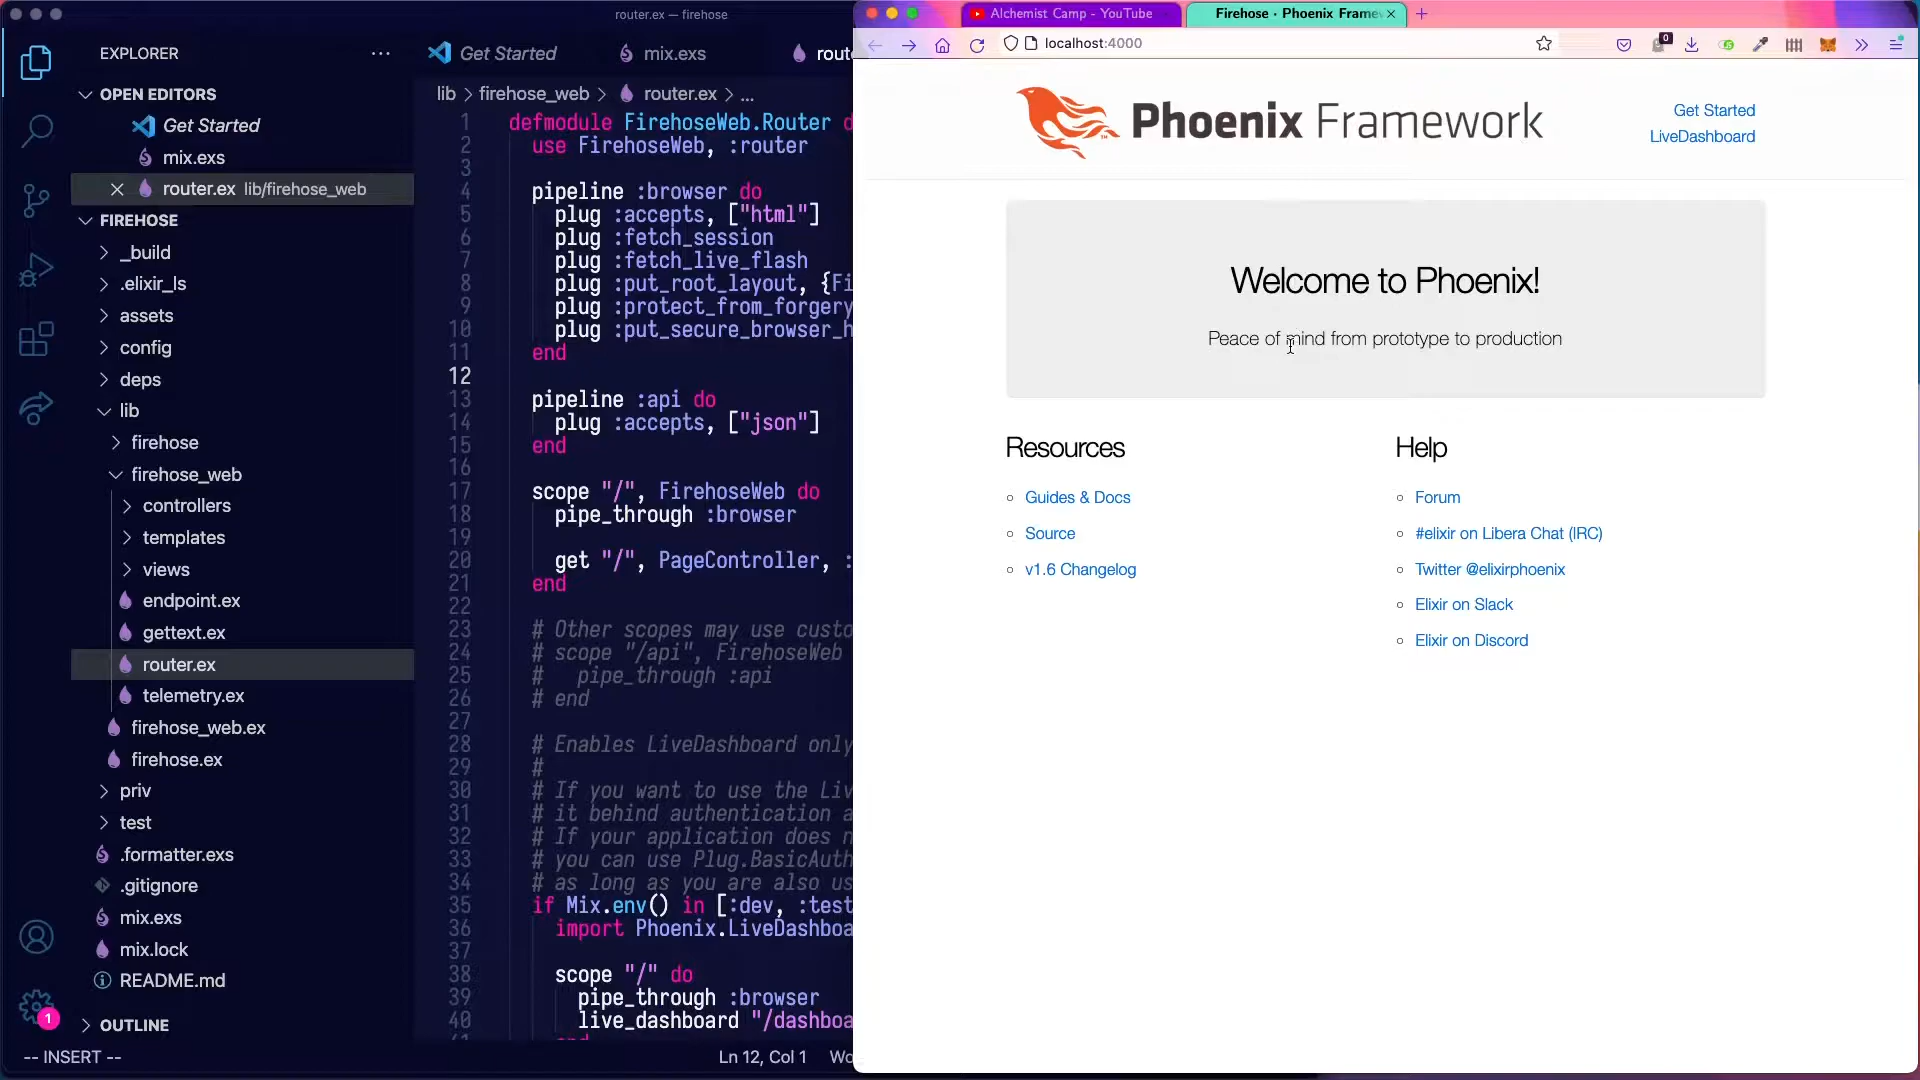 router.ex — firehose
EXPLORER
OPEN EDITORS
Get Started
mix.exs
router.ex lib/firehose_web
FIREHOSE
_build
.elixir_ls
assets
config
deps
lib
firehose
firehose_web
controllers
templates
views
endpoint.ex
gettext.ex
router.ex
telemetry.ex
firehose_web.ex
firehose.ex
priv
test
.formatter.exs
.gitignore
mix.exs
mix.lock
README.md
OUTLINE
1
-- INSERT --
Ln 12, Col 1
Get Started
mix.exs
lib > firehose_web > router.ex > ...
1 defmodule FirehoseWeb.Router d
2 use FirehoseWeb, :router
3
4 pipeline :browser do
5 plug :accepts, ["html"]
6 plug :fetch_session
7 plug :fetch_live_flash
8 plug :put_root_layout, {Fi
9 plug :protect_from_forgery
10 plug :put_secure_browser_h
11 end
12
13 pipeline :api do
14 plug :accepts, ["json"]
15 end
16
17 scope "/", FirehoseWeb do
18 pipe_through :browser
19
20 get "/", PageController, :
21 end
22
23 # Other scopes may use custo
24 # scope "/api", FirehoseWeb
25 # pipe_through :api
26 # end
27
28 # Enables LiveDashboard only
29 #
30 # If you want to use the Liv
31 # it behind authentication a
32 # If your application does n
33 # you can use Plug.BasicAuth
34 # as long as you are also us
35 if Mix.env() in [:dev, :test
36 import Phoenix.LiveDashboa
37
38 scope "/" do
39 pipe_through :browser
40 live_dashboard "/dashboa
Alchemist Camp - YouTube
Firehose · Phoenix Framew
localhost:4000
0
Phoenix Framework
™
Get Started
LiveDashboard
Welcome to Phoenix!
Peace of mind from prototype to production
Resources
Guides & Docs
Source
v1.6 Changelog
Help
Forum
#elixir on Libera Chat (IRC)
Twitter @elixirphoenix
Elixir on Slack
Elixir on Discord